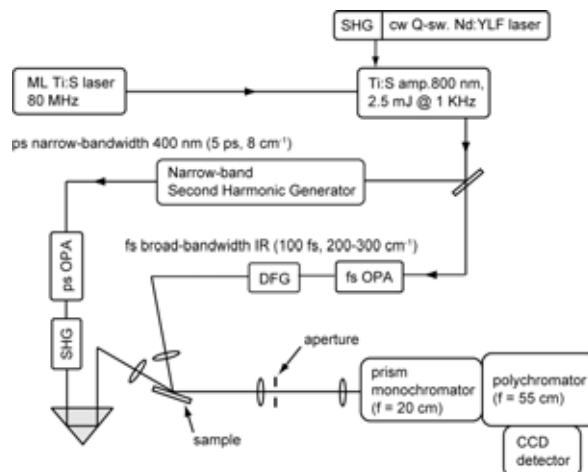 SHG
cw Q-sw. Nd:YLF laser
ML Ti:S laser
80 MHz
Ti:S amp.800 nm,
2.5 mJ @ 1 KHz
ps narrow-bandwidth 400 nm (5 ps, 8 cm⁻¹)
Narrow-band
Second Harmonic Generator
fs broad-bandwidth IR (100 fs, 200-300 cm⁻¹)
ps OPA
DFG
fs OPA
SHG
aperture
prism
monochromator
(f = 20 cm)
polychromator
(f = 55 cm)
sample
CCD
detector